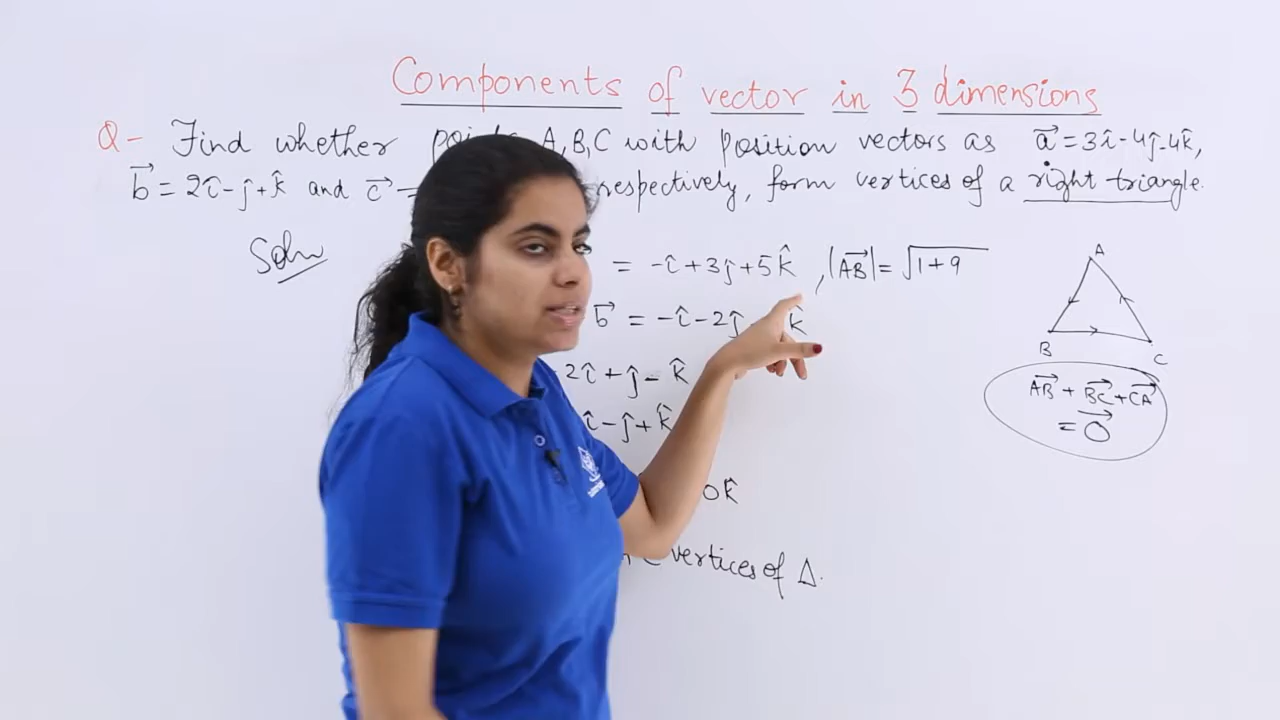 Components of vector in 3 dimensions
Q- Find whether points A,B,C with position vectors as a⃗ = 3î-4ĵ-4k̂,
b⃗ = 2î-ĵ+k̂ and c⃗ = respectively, form vertices of a right triangle.
Soln
= -î+3ĵ+5k̂ , |AB⃗| = √1+9
b⃗ = -î-2ĵ- k̂
2î+ĵ-k̂
î-ĵ+k̂
0k̂
vertices of Δ.
A
B
C
AB⃗ + BC⃗ + CA⃗
= 0⃗